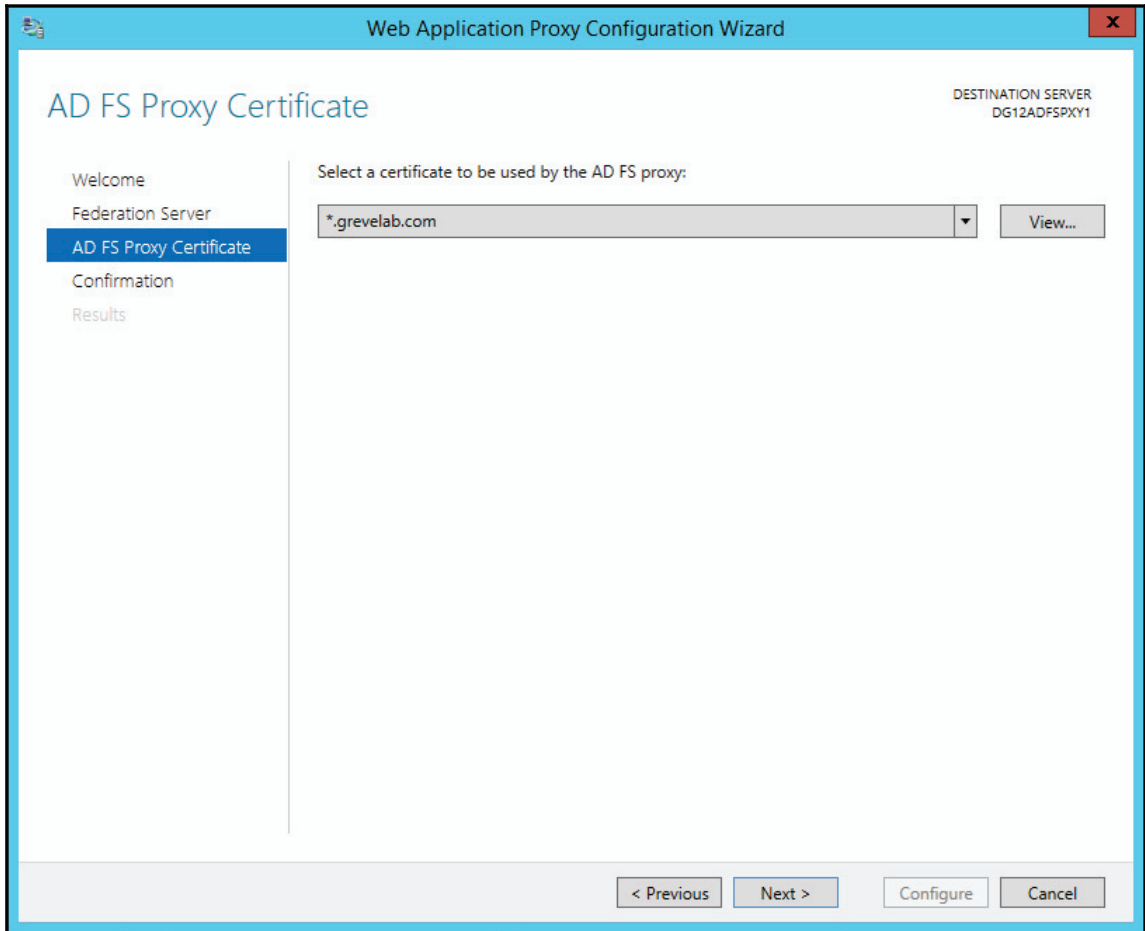 Web Application Proxy Configuration Wizard
x
AD FS Proxy Certificate
DESTINATION SERVER
DG12ADFSPXY1
Welcome
Federation Server
AD FS Proxy Certificate
Confirmation
Results
Select a certificate to be used by the AD FS proxy:
*.grevelab.com
View...
< Previous
Next >
Configure
Cancel